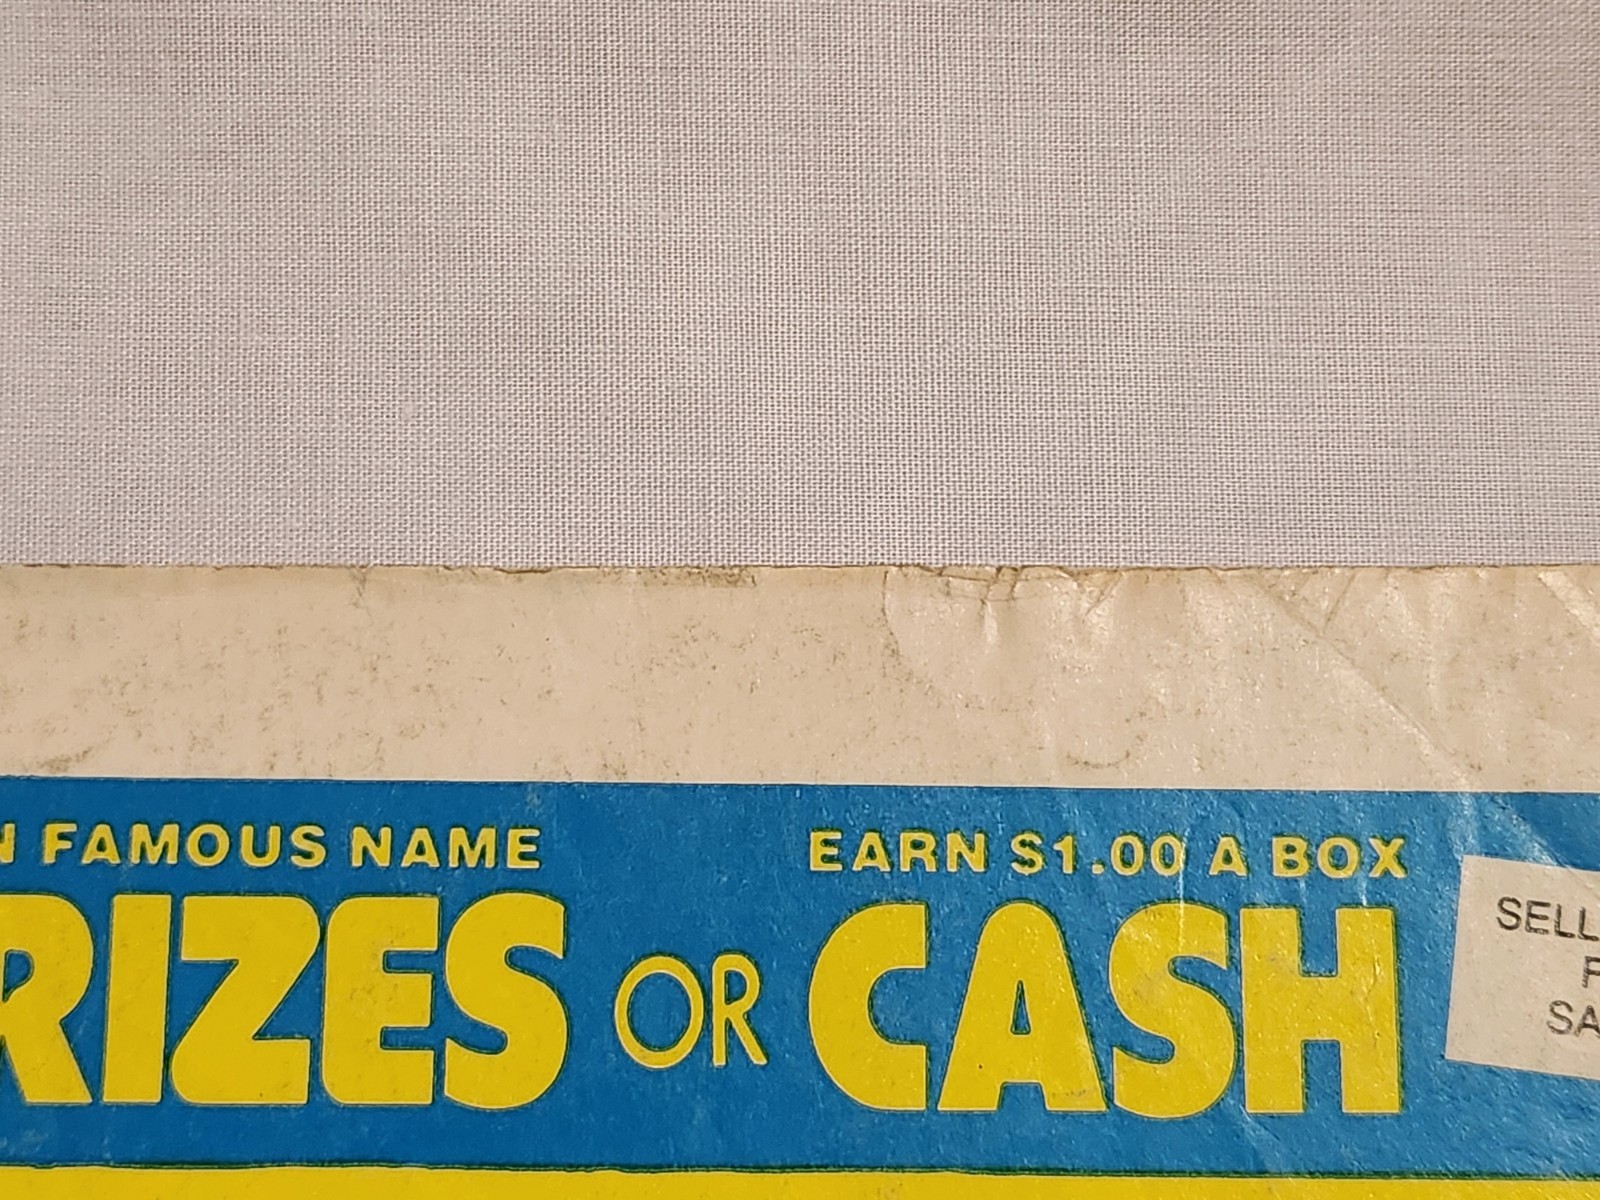 FAMOUS NAME
RIZES OR CASH
EARN $1.00 A BOX
SELL
SA